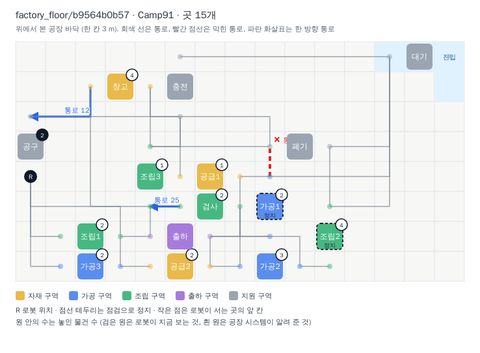 factory_floor/b9564b0b57 · Camp91 · 곳 15개
위에서 본 공장 바닥 (한 칸 3 m). 회색 선은 통로, 빨간 점선은 막힌 통로, 파란 화살표는 한 방향 통로
대기
진입
창고
4
충전
통로 12
공구
2
폐기
R
조립3
1
공급1
1
통로 25
검사
2
가공1
2
정지
조립1
2
출하
조립2
4
정지
가공3
2
공급2
2
가공2
3
자재 구역
가공 구역
조립 구역
출하 구역
지원 구역
R 로봇 위치 · 점선 테두리는 점검으로 정지 · 작은 점은 로봇이 서는 곳의 앞 칸
원 안의 수는 놓인 물건 수 (검은 원은 로봇이 지금 보는 것, 흰 원은 공장 시스템이 알려 준 것)